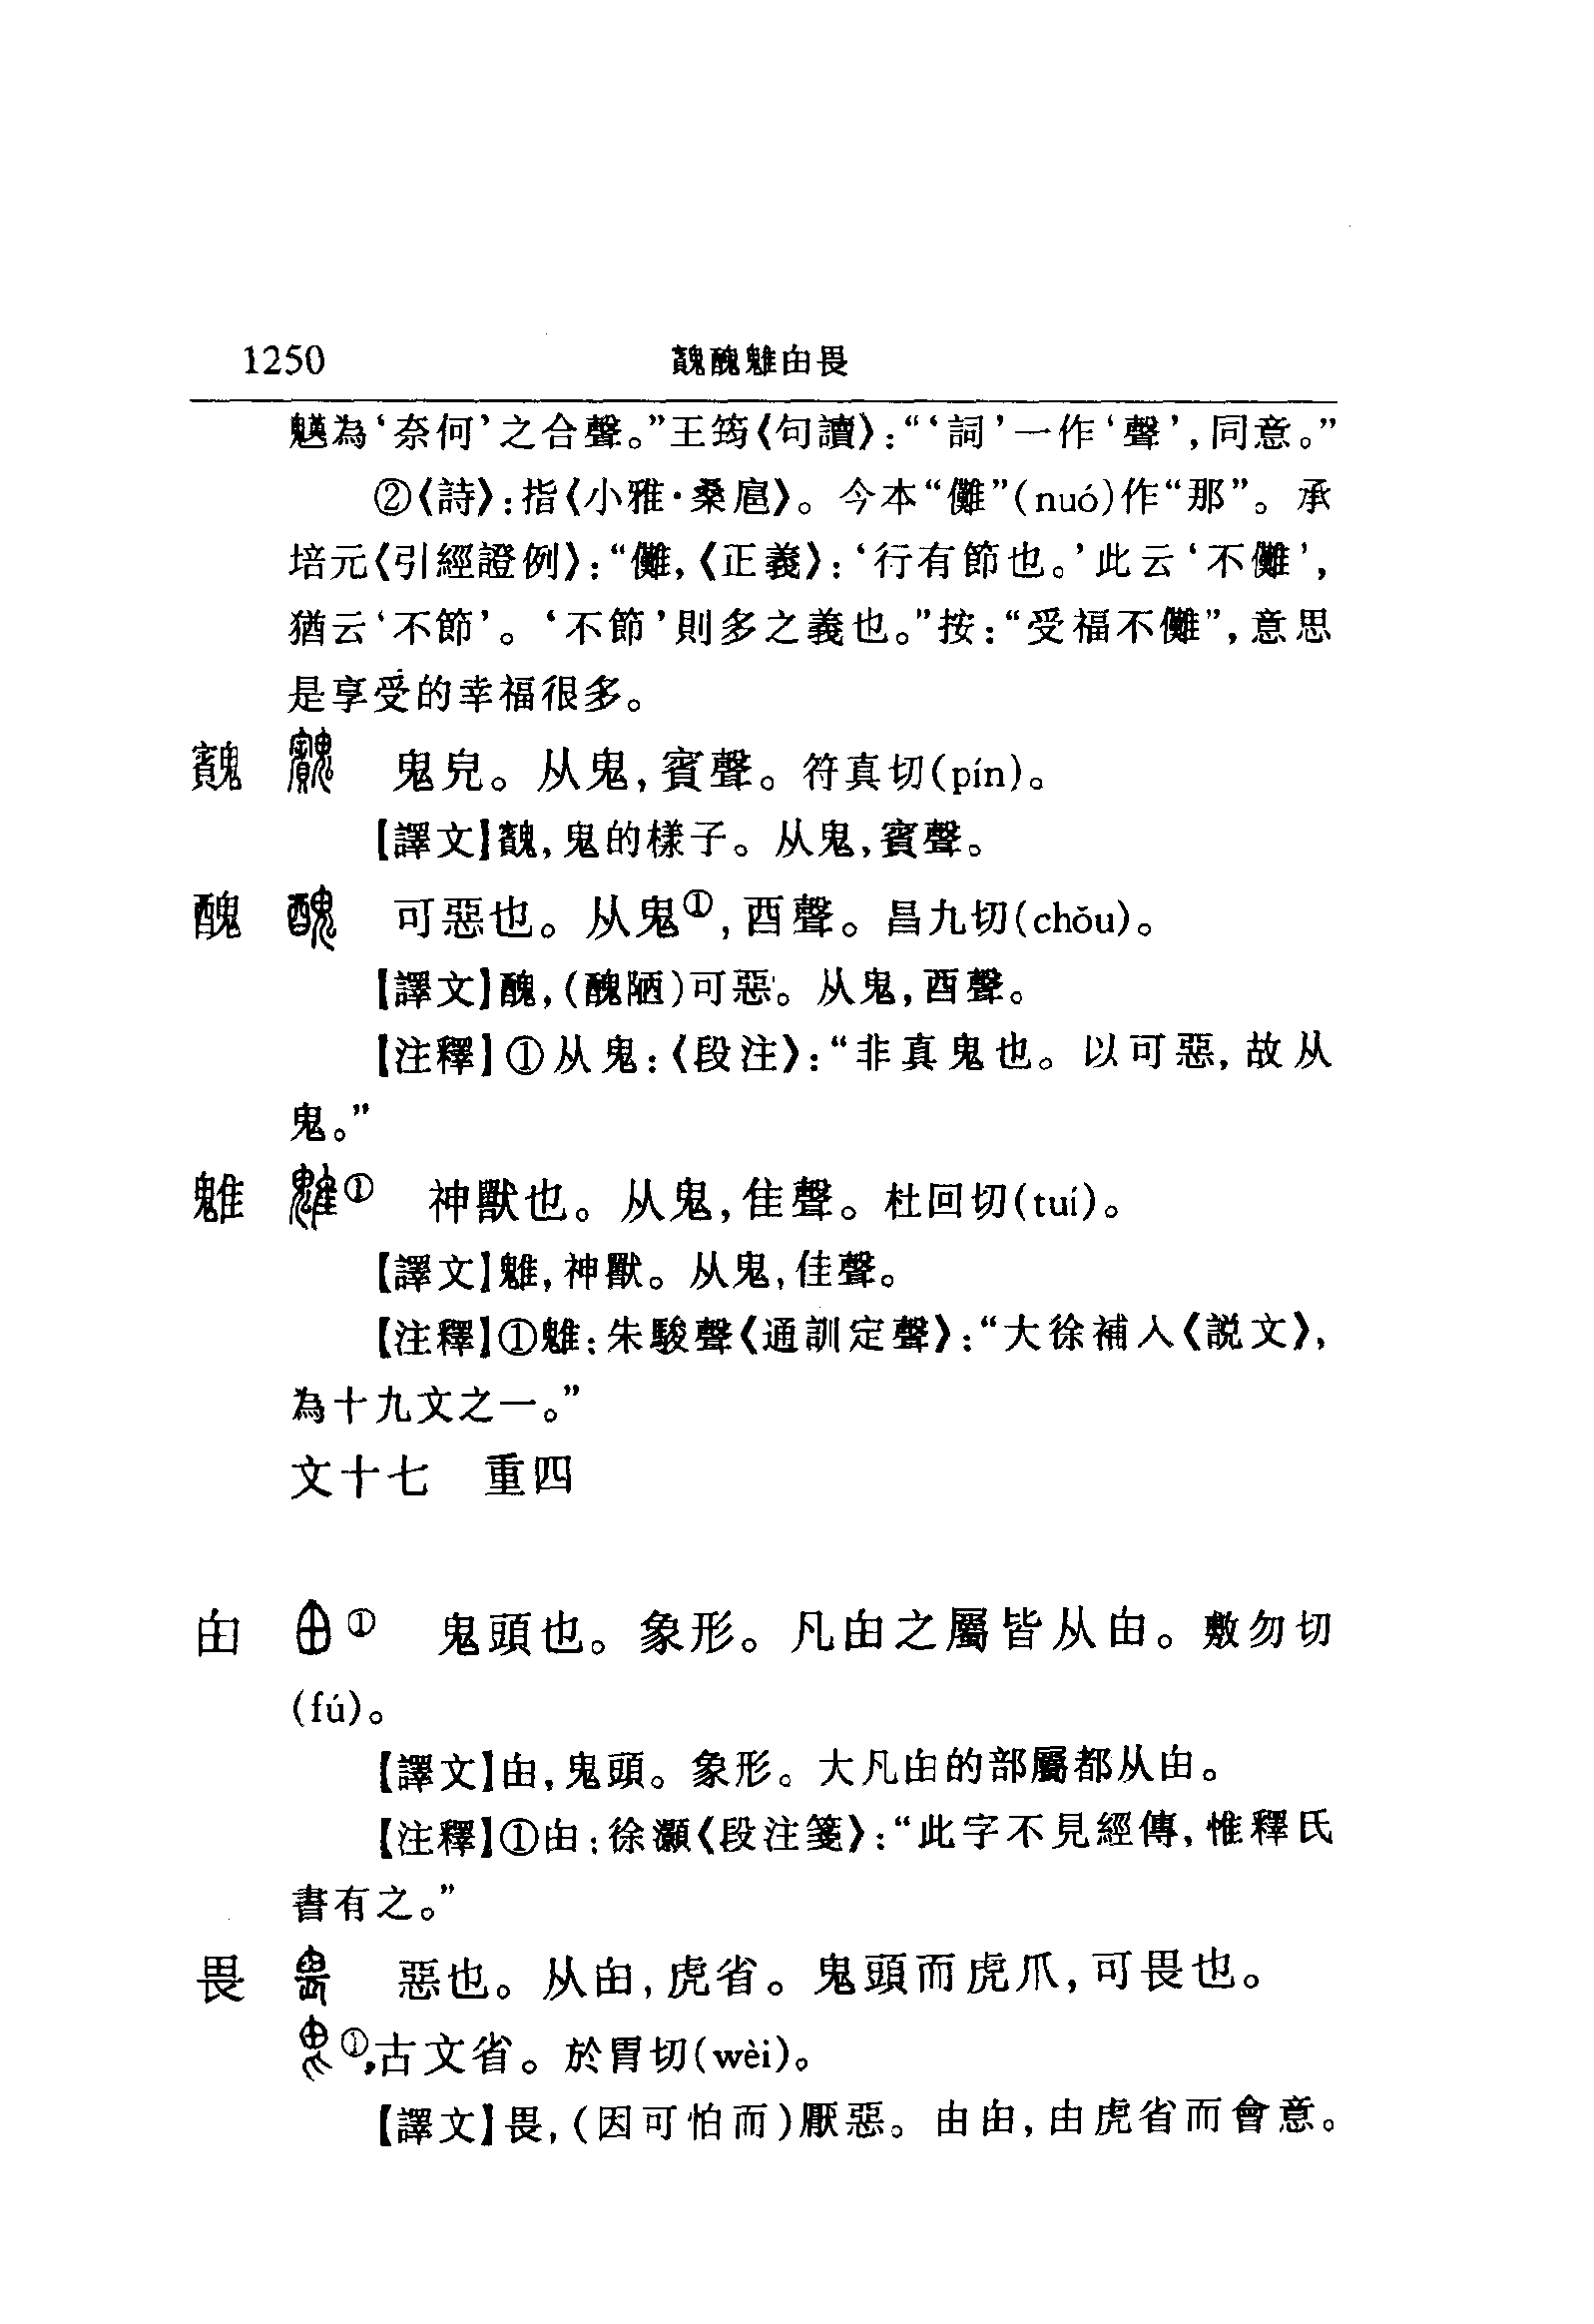 1250 䰠醜魋甶畏
魌為‘奈何’之合聲。”王筠《句讀》：“‘詞’一作‘聲’，同意。”
②《詩》：指《小雅·桑扈》。今本“儺”(nuó)作“那”。承
培元《引經證例》：“儺，《正義》：‘行有節也。’此云‘不儺’，
猶云‘不節’。‘不節’則多之義也。”按：“受福不儺”，意思
是享受的幸福很多。
鬼皃。从鬼，賓聲。符真切(pín)。
【譯文】，鬼的樣子。从鬼，賓聲。
醜 可惡也。从鬼①，酉聲。昌九切(chǒu)。
【譯文】醜，(醜陋)可惡。从鬼，酉聲。
【注釋】①从鬼：《段注》：“非真鬼也。以可惡，故从
鬼。”
魋 ① 神獸也。从鬼，隹聲。杜回切(tuí)。
【譯文】魋，神獸。从鬼，隹聲。
【注釋】①魋：朱駿聲《通訓定聲》：“大徐補入《説文》，
為十九文之一。”
文十七 重四
甶 ① 鬼頭也。象形。凡甶之屬皆从甶。敷勿切
(fú)。
【譯文】甶，鬼頭。象形。大凡甶的部屬都从甶。
【注釋】①甶：徐灝《段注箋》：“此字不見經傳，惟釋氏
書有之。”
畏 惡也。从甶，虎省。鬼頭而虎爪，可畏也。
①，古文省。於胃切(wèi)。
【譯文】畏，(因可怕而)厭惡。由甶，由虎省而會意。